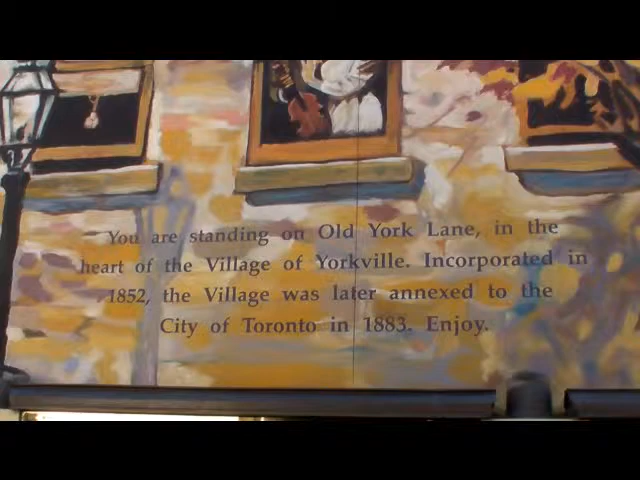 You are standing on Old York Lane, in the
heart of the Village of Yorkville. Incorporated in
1852, the Village was later annexed to the
City of Toronto in 1883. Enjoy.